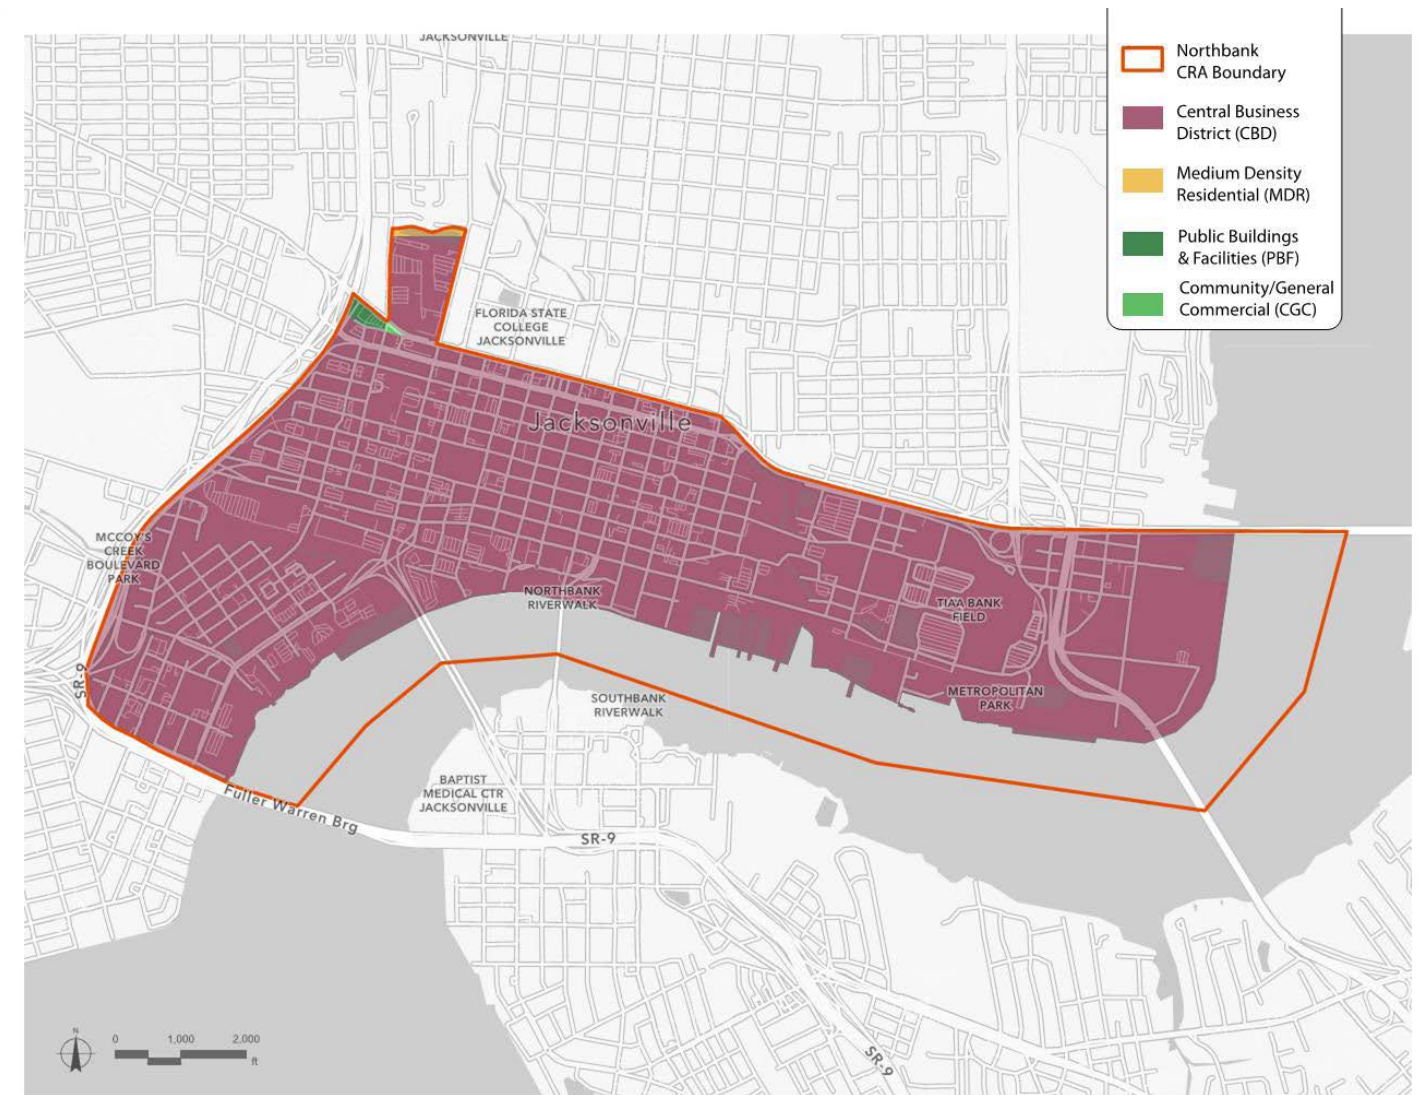 JACKSONVILLE
Northbank
CRA Boundary
Central Business
District (CBD)
Medium Density
Residential (MDR)
Public Buildings
& Facilities (PBF)
Community/General
Commercial (CGC)
FLORIDA STATE
COLLEGE
JACKSONVILLE
Jacksonville
MCCOY'S
CREEK
BOULEVARD
PARK
NORTHBANK
RIVERWALK
TIAA BANK
FIELD
SR-9
METROPOLITAN
PARK
SOUTHBANK
RIVERWALK
BAPTIST
MEDICAL CTR
JACKSONVILLE
Fuller Warren Brg
SR-9
N
0 1,000 2,000
ft
SR-9